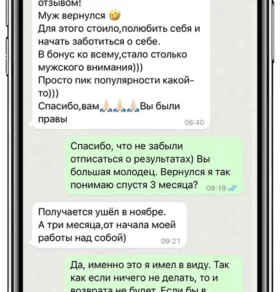 отзывом!
Муж вернулся 🤣
Для этого стоило,полюбить себя и
начать заботится о себе.
В бонус ко всему,стало столько
мужского внимания)))
Просто пик популярности какой-
то)))
Спасибо,вам🙏🏻🙏🏻🙏🏻Вы были
правы
06:40
Спасибо, что не забыли
отписаться о результатах) Вы
большая молодец. Вернулся я так
понимаю спустя 3 месяца?
09:19
Получается ушёл в ноябре.
А три месяца,от начала моей
работы над собой)
09:21
Да, именно это я имел в виду. Так
как если ничего не делать, то и
возврата не будет. Если бы в